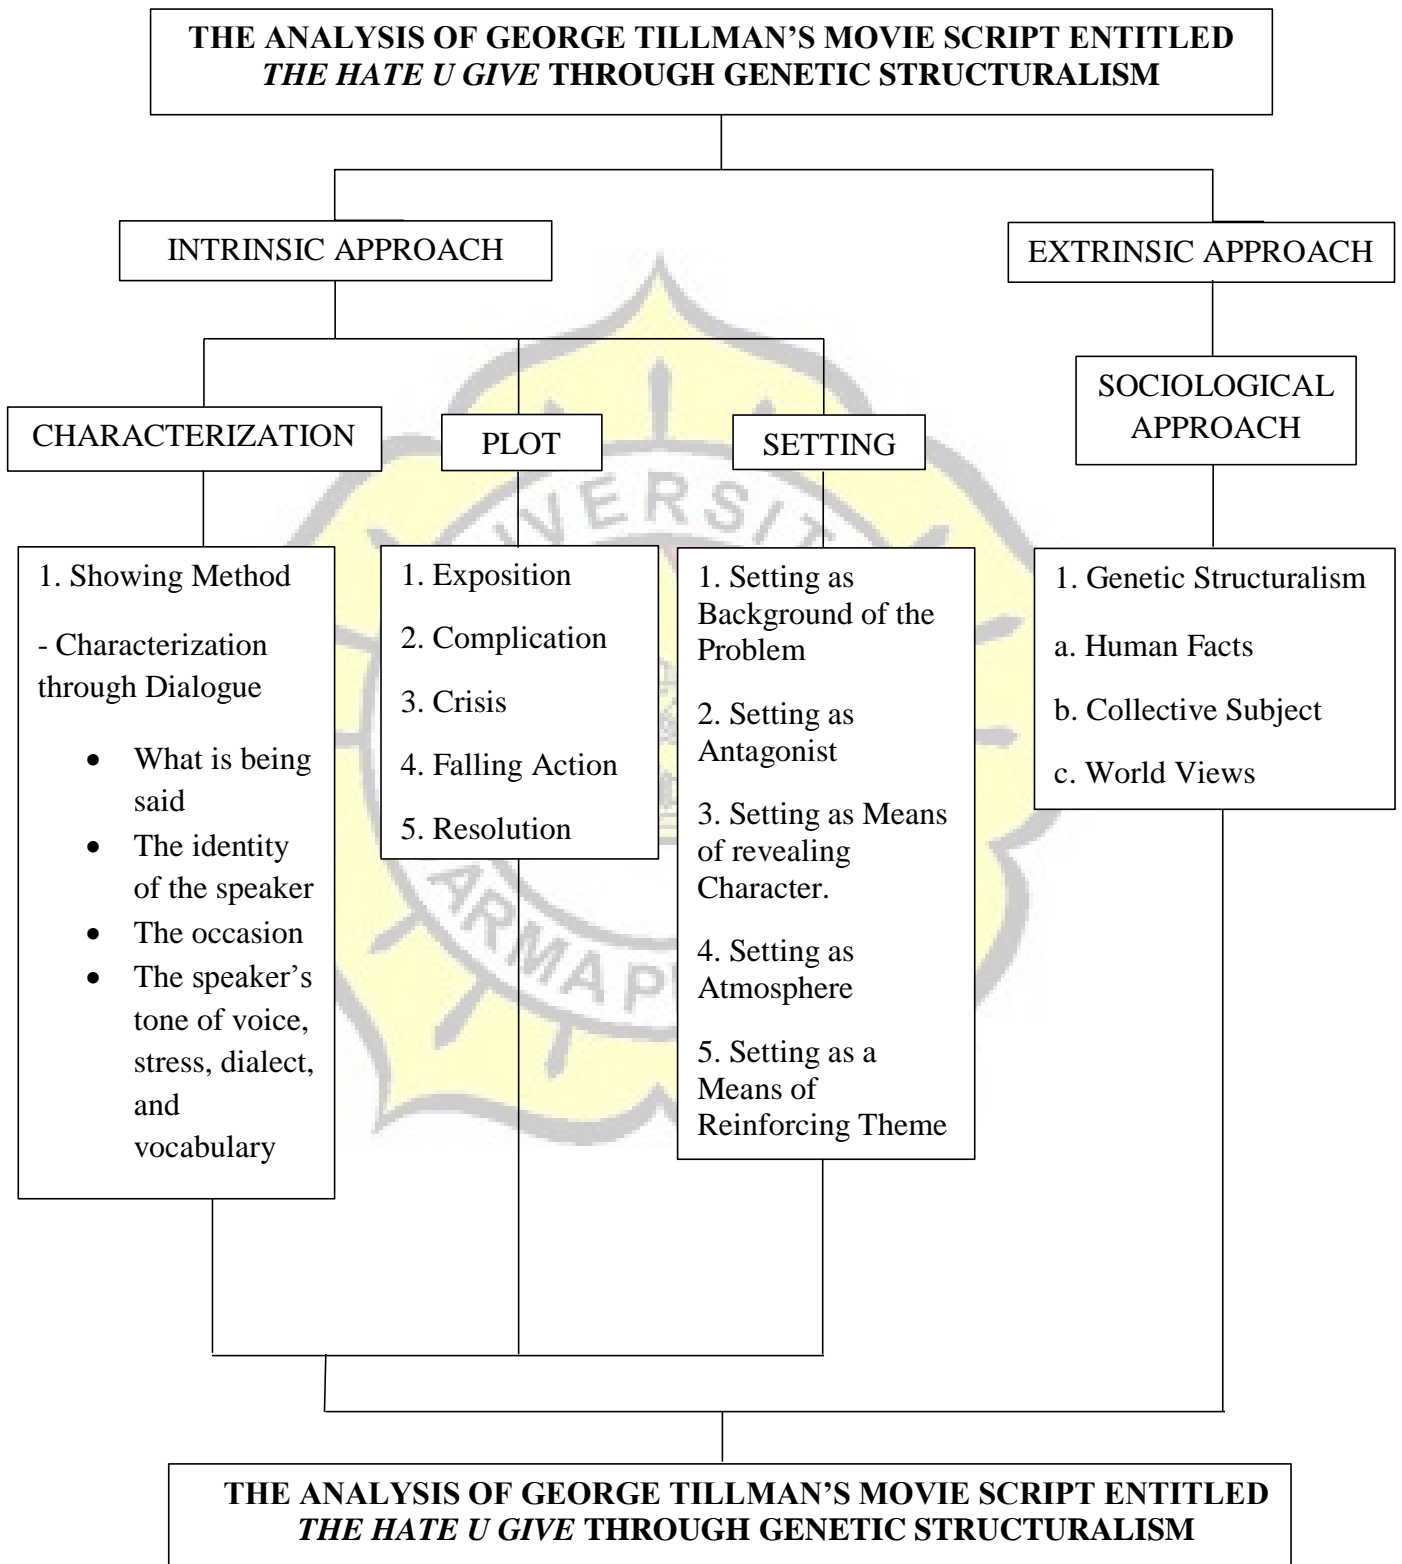 THE ANALYSIS OF GEORGE TILLMAN’S MOVIE SCRIPT ENTITLED
THE HATE U GIVE THROUGH GENETIC STRUCTURALISM
INTRINSIC APPROACH
EXTRINSIC APPROACH
CHARACTERIZATION
PLOT
SETTING
SOCIOLOGICAL
APPROACH
1. Showing Method
- Characterization
through Dialogue
• What is being
said
• The identity
of the speaker
• The occasion
• The speaker’s
tone of voice,
stress, dialect,
and
vocabulary
1. Exposition
2. Complication
3. Crisis
4. Falling Action
5. Resolution
1. Setting as
Background of the
Problem
2. Setting as
Antagonist
3. Setting as Means
of revealing
Character.
4. Setting as
Atmosphere
5. Setting as a
Means of
Reinforcing Theme
1. Genetic Structuralism
a. Human Facts
b. Collective Subject
c. World Views
THE ANALYSIS OF GEORGE TILLMAN’S MOVIE SCRIPT ENTITLED
THE HATE U GIVE THROUGH GENETIC STRUCTURALISM